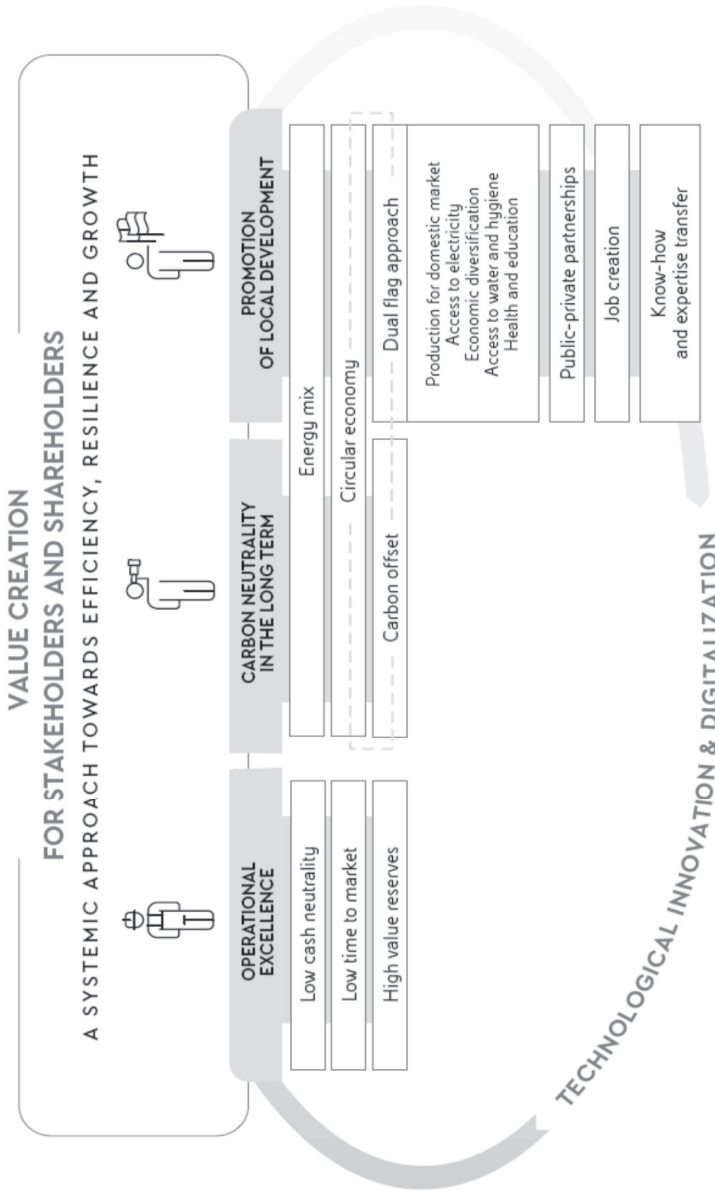 VALUE CREATION
FOR STAKEHOLDERS AND SHAREHOLDERS
A SYSTEMIC APPROACH TOWARDS EFFICIENCY, RESILIENCE AND GROWTH
OPERATIONAL
EXCELLENCE
Low cash neutrality
Low time to market
High value reserves
CARBON NEUTRALITY
IN THE LONG TERM
PROMOTION
OF LOCAL DEVELOPMENT
Energy mix
Circular economy
Carbon offset
Dual flag approach
Production for domestic market
Access to electricity
Economic diversification
Access to water and hygiene
Health and education
Public-private partnerships
Job creation
Know-how
and expertise transfer
TECHNOLOGICAL INNOVATION & DIGITALIZATION